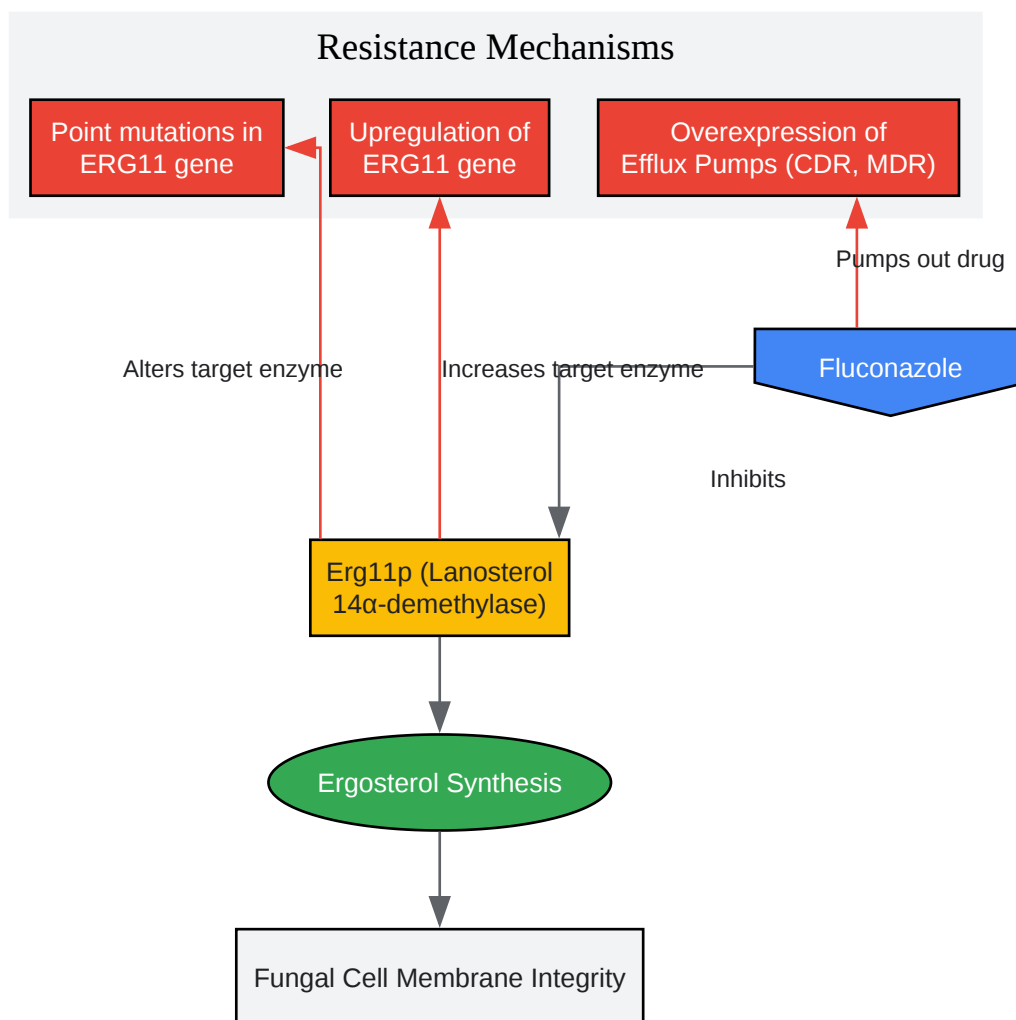 Resistance Mechanisms
Point mutations in
ERG11 gene
Upregulation of
ERG11 gene
Overexpression of
Efflux Pumps (CDR, MDR)
Pumps out drug
Alters target enzyme
Increases target enzyme
Fluconazole
Inhibits
Erg11p (Lanosterol
14α-demethylase)
Ergosterol Synthesis
Fungal Cell Membrane Integrity